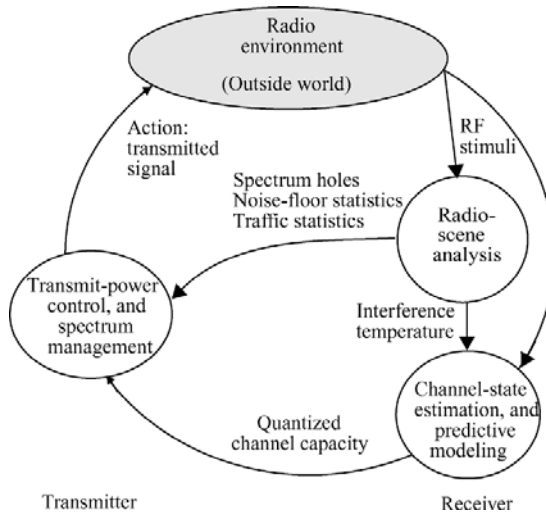 Radio
environment
(Outside world)
Action:
transmitted
signal
RF
stimuli
Spectrum holes
Noise-floor statistics
Traffic statistics
Radio-
scene
analysis
Transmit-power
control, and
spectrum
management
Interference
temperature
Channel-state
estimation, and
predictive
modeling
Quantized
channel capacity
Transmitter
Receiver